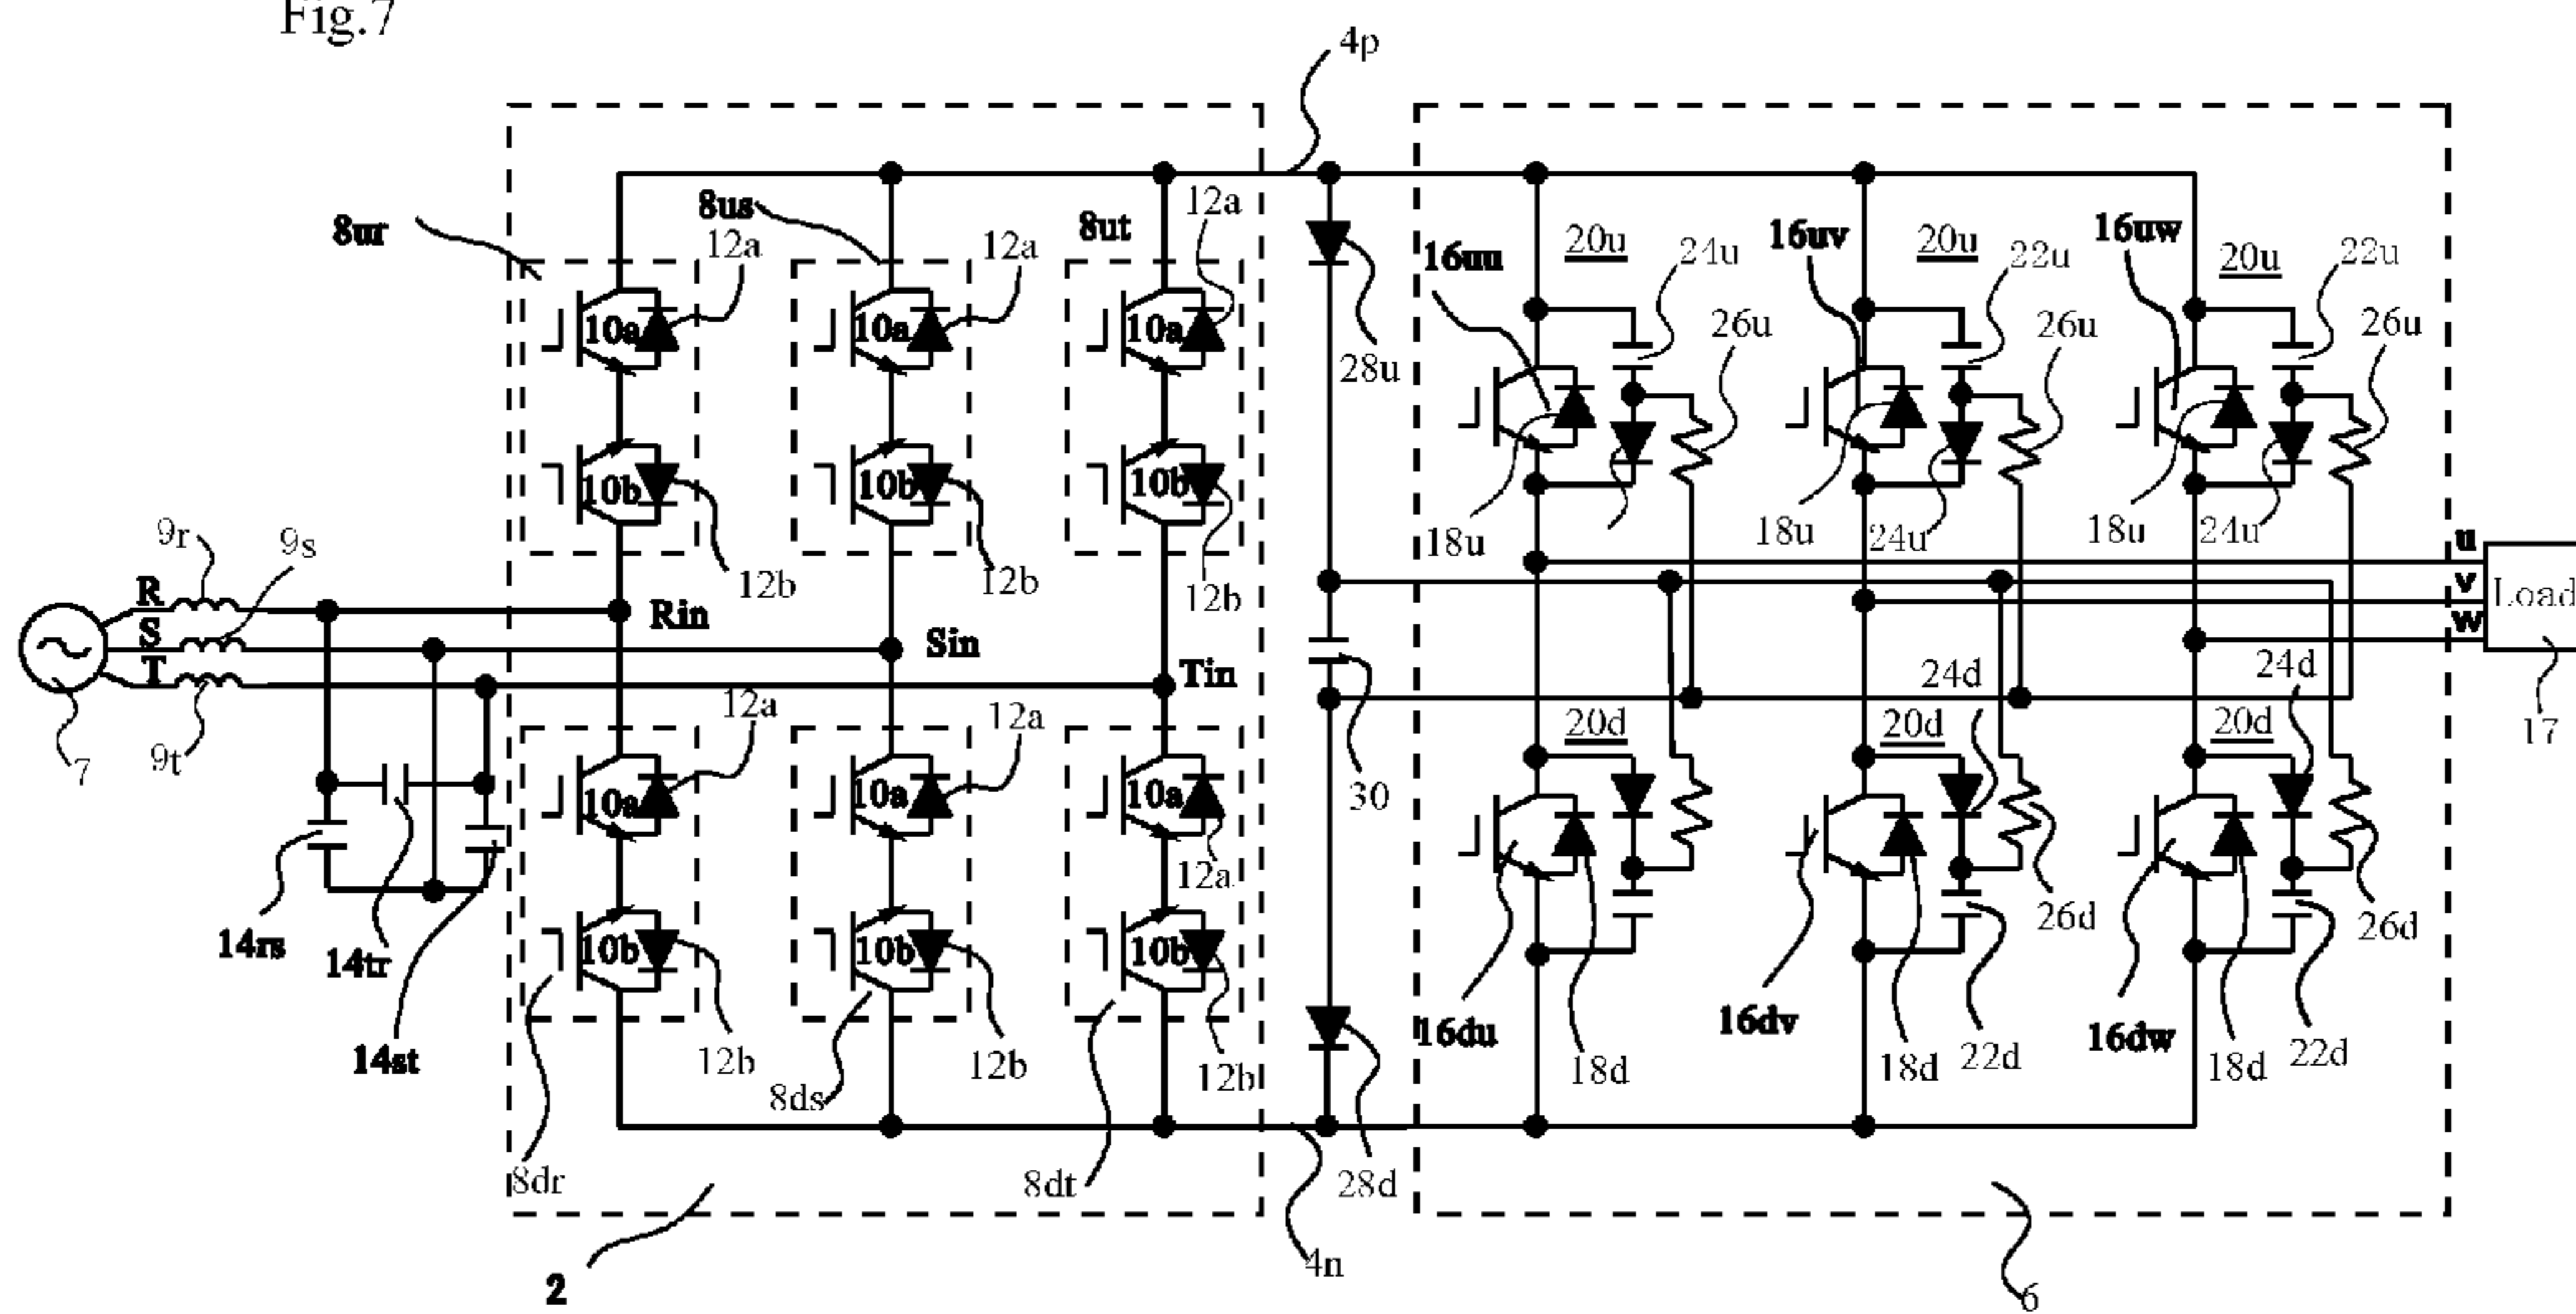 Fig.7
4p
8ur
8us
12a
12a
8ut
12a
10a
10a
10a
10b
10b
10b
12b
12b
12b
28u
16uu
20u
24u
26u
16uv
20u
22u
26u
16uw
20u
22u
26u
18u
18u
24u
18u
24u
9r
9s
R
S
T
Rin
Sin
Tin
7
9t
u
v
w
Load
17
12a
12a
12a
10a
10a
10a
10b
10b
10b
12b
12b
12b
14rs
14tr
14st
8dr
8ds
8dt
30
28d
20d
24d
20d
24d
20d
26d
26d
16du
18d
16dv
18d
22d
16dw
18d
22d
2
4n
6